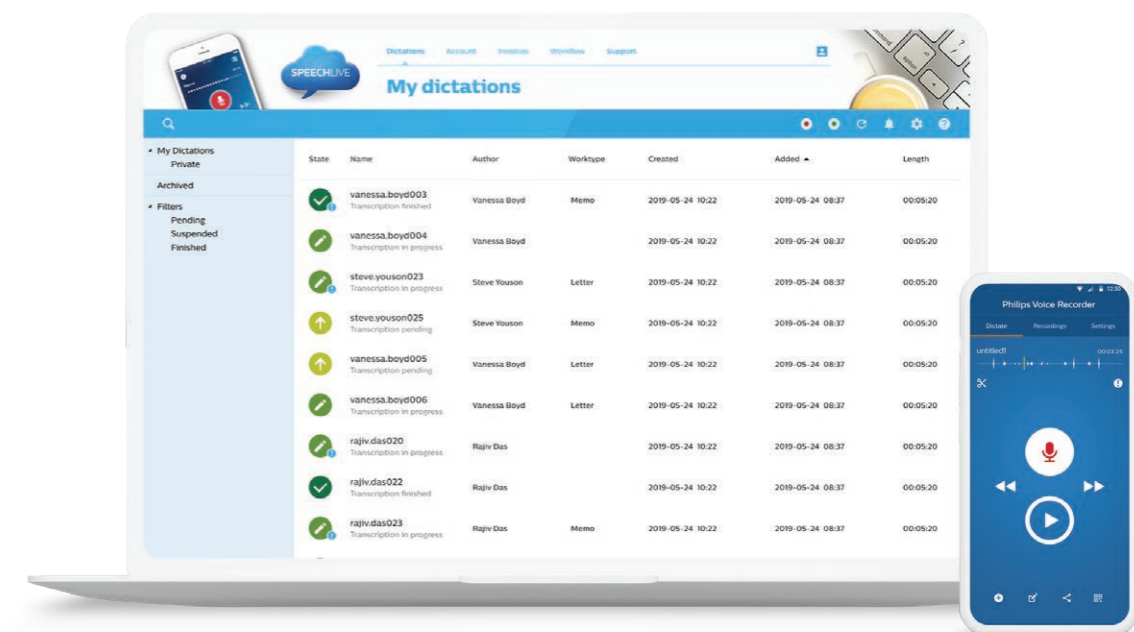 Dictations Account Invoices Workflow Support
SPEECHLIVE
My dictations
My Dictations
Private
Archived
Filters
Pending
Suspended
Finished
State Name Author Worktype Created Added Length
vanessa.boyd003 Vanessa Boyd Memo 2019-05-24 10:22 2019-05-24 08:37 00:05:20
Transcription finished
vanessa.boyd004 Vanessa Boyd 2019-05-24 10:22 2019-05-24 08:37 00:05:20
Transcription in progress
steve.youson023 Steve Youson Letter 2019-05-24 10:22 2019-05-24 08:37 00:05:20
Transcription in progress
steve.youson025 Steve Youson Memo 2019-05-24 10:22 2019-05-24 08:37 00:05:20
Transcription pending
vanessa.boyd005 Vanessa Boyd Letter 2019-05-24 10:22 2019-05-24 08:37 00:05:20
Transcription pending
vanessa.boyd006 Vanessa Boyd Letter 2019-05-24 10:22 2019-05-24 08:37 00:05:20
Transcription in progress
rajiv.das020 Rajiv Das 2019-05-24 10:22 2019-05-24 08:37 00:05:20
Transcription in progress
rajiv.das022 Rajiv Das 2019-05-24 10:22 2019-05-24 08:37 00:05:20
Transcription finished
rajiv.das023 Rajiv Das Memo 2019-05-24 10:22 2019-05-24 08:37 00:05:20
Transcription in progress
12:30
Philips Voice Recorder
Dictate Recordings Settings
untitled1 00:03:25